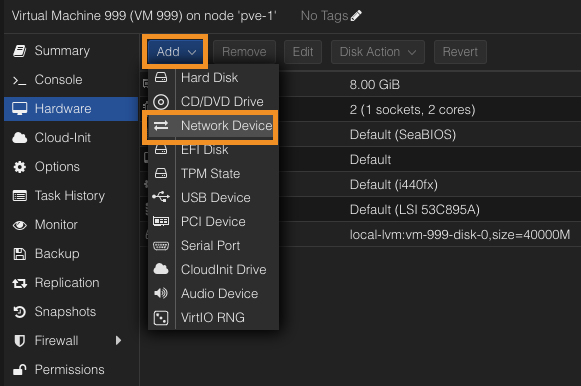 Virtual Machine 999 (VM 999) on node 'pve-1' No Tags
Summary
Console
Hardware
Cloud-Init
Options
Task History
Monitor
Backup
Replication
Snapshots
Firewall
Permissions
Add Remove Edit Disk Action Revert
Hard Disk
CD/DVD Drive
Network Device
EFI Disk
TPM State
USB Device
PCI Device
Serial Port
CloudInit Drive
Audio Device
VirtIO RNG
8.00 GiB
2 (1 sockets, 2 cores)
Default (SeaBIOS)
Default
Default (i440fx)
Default (LSI 53C895A)
local-lvm:vm-999-disk-0,size=40000M